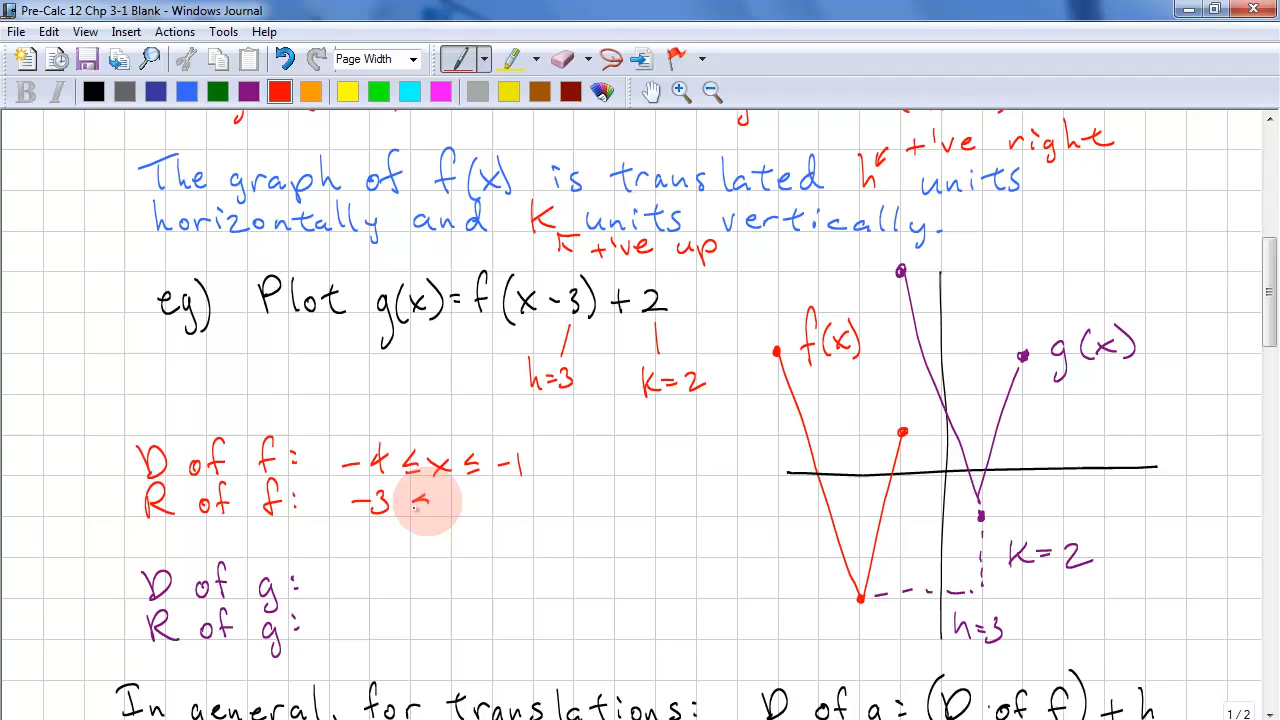 Pre-Calc 12 Chp 3-1 Blank - Windows Journal
File Edit View Insert Actions Tools Help
Page Width
+'ve right
The graph of f(x) is translated h units
horizontally and K units vertically.
+'ve up
eg) Plot g(x)=f(x-3)+2
h=3 K=2
f(x)
g(x)
D of f: -4 ≤ x ≤ -1
R of f: -3 ≤
K=2
h=3
D of g:
R of g:
In general, for translations: D of g = (D of f) + h
1/2